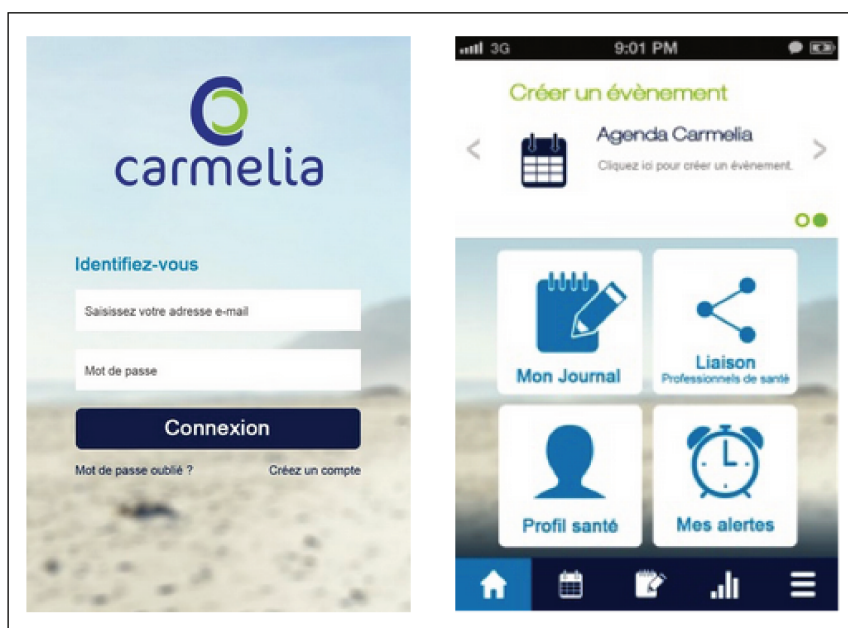 carmelia
Identifiez-vous
Saisissez votre adresse e-mail
Mot de passe
Connexion
Mot de passe oublié ?
Créez un compte
3G
9:01 PM
Créer un évènement
Agenda Carmelia
Cliquez ici pour créer un évènement.
Mon Journal
Liaison
Professionnels de santé
Profil santé
Mes alertes